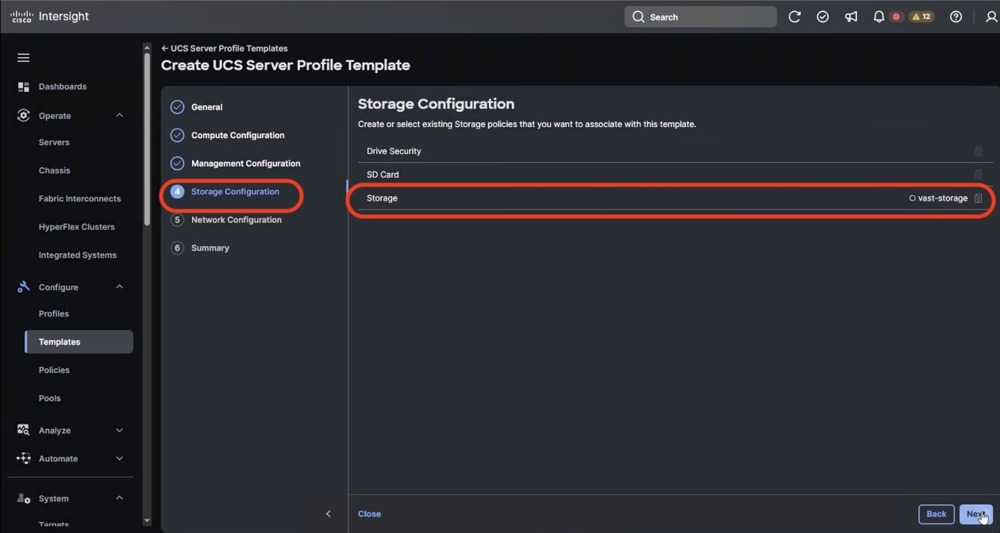 CISCO
Intersight
Search
12
Dashboards
Operate
Servers
Chassis
Fabric Interconnects
HyperFlex Clusters
Integrated Systems
Configure
Profiles
Templates
Policies
Pools
Analyze
Automate
System
Targets
← UCS Server Profile Templates
Create UCS Server Profile Template
General
Compute Configuration
Management Configuration
4 Storage Configuration
5 Network Configuration
6 Summary
Storage Configuration
Create or select existing Storage policies that you want to associate with this template.
Drive Security
SD Card
Storage vast-storage
Close
Back
Next